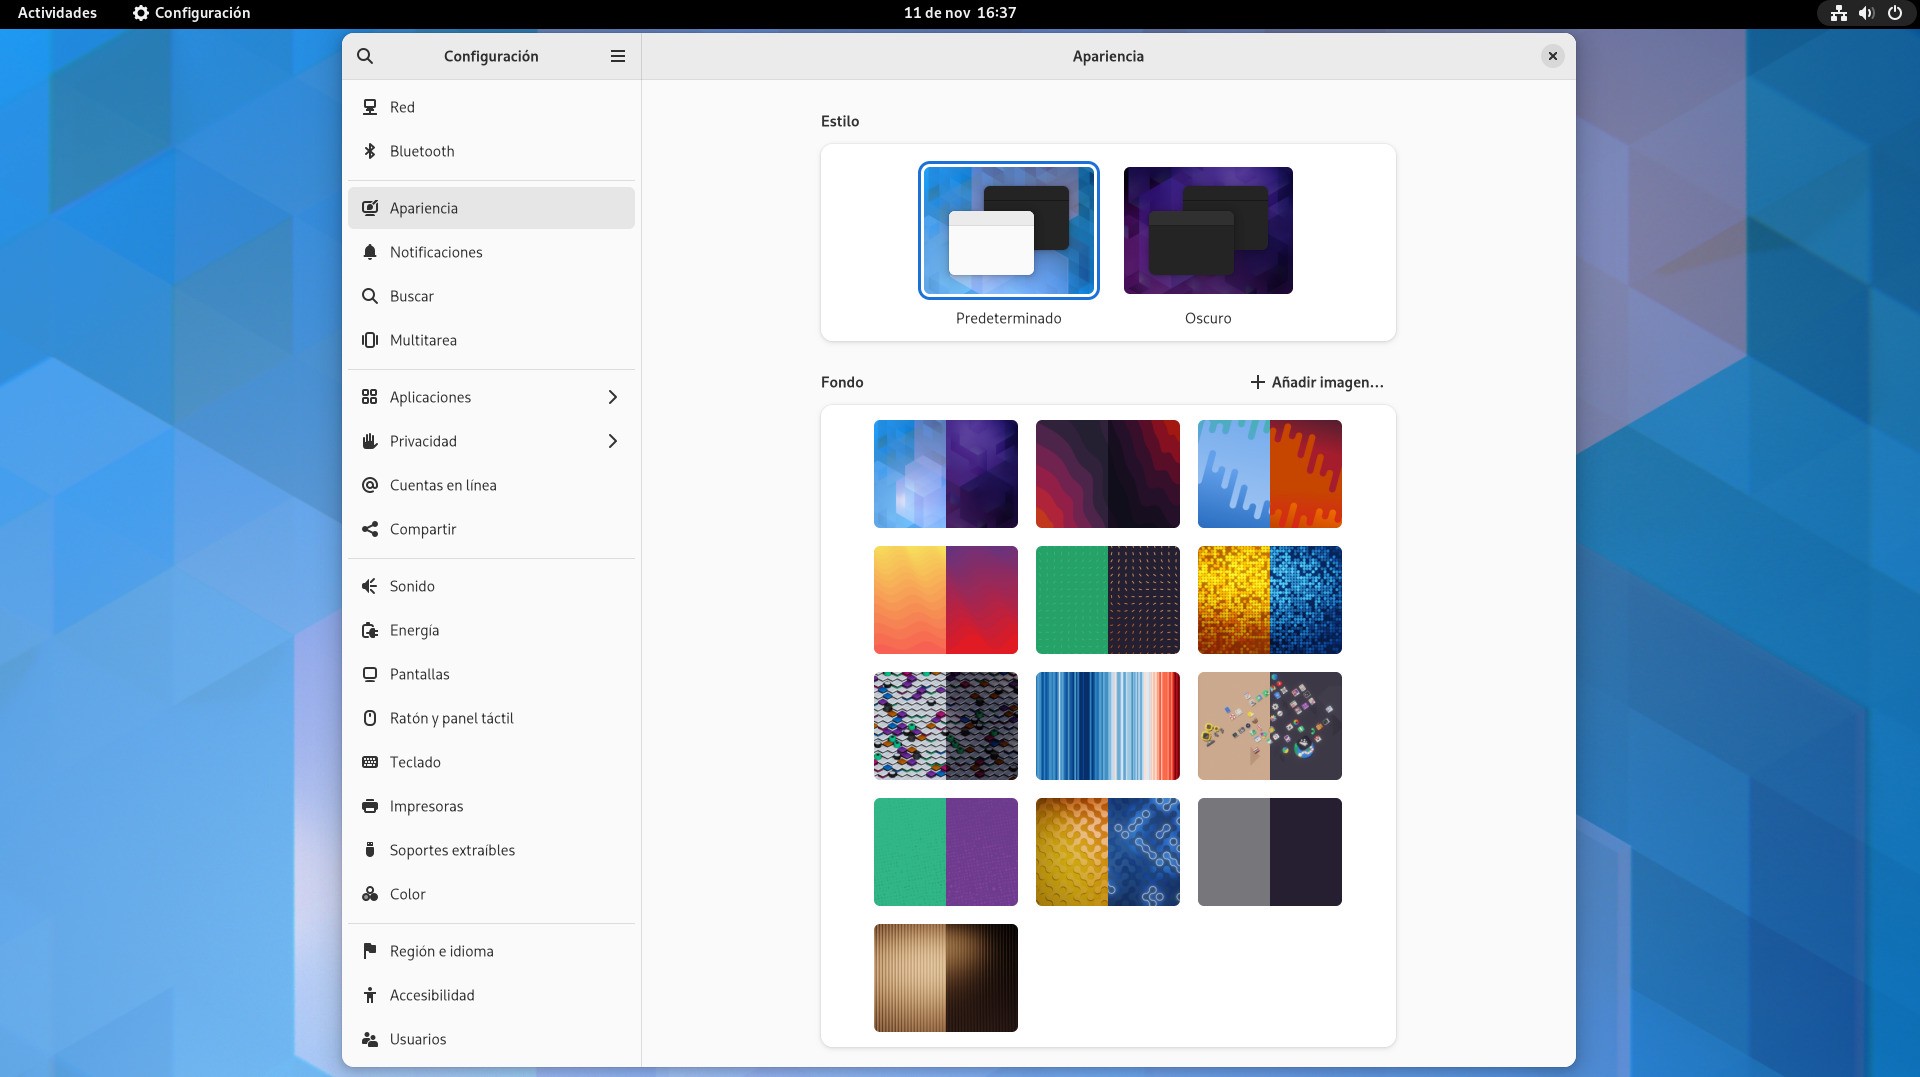 Actividades
Configuración
11 de nov 16:37
Configuración
Apariencia
Red
Bluetooth
Apariencia
Notificaciones
Buscar
Multitarea
Aplicaciones
Privacidad
Cuentas en línea
Compartir
Sonido
Energía
Pantallas
Ratón y panel táctil
Teclado
Impresoras
Soportes extraíbles
Color
Región e idioma
Accesibilidad
Usuarios
Estilo
Predeterminado
Oscuro
Fondo
Añadir imagen…